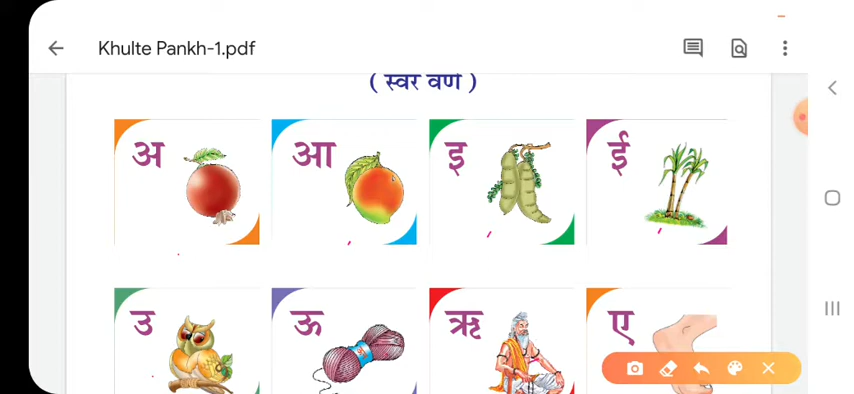 Khulte Pankh-1.pdf
( स्वर वर्ण )
अ आ इ ई
उ ऊ ऋ ए